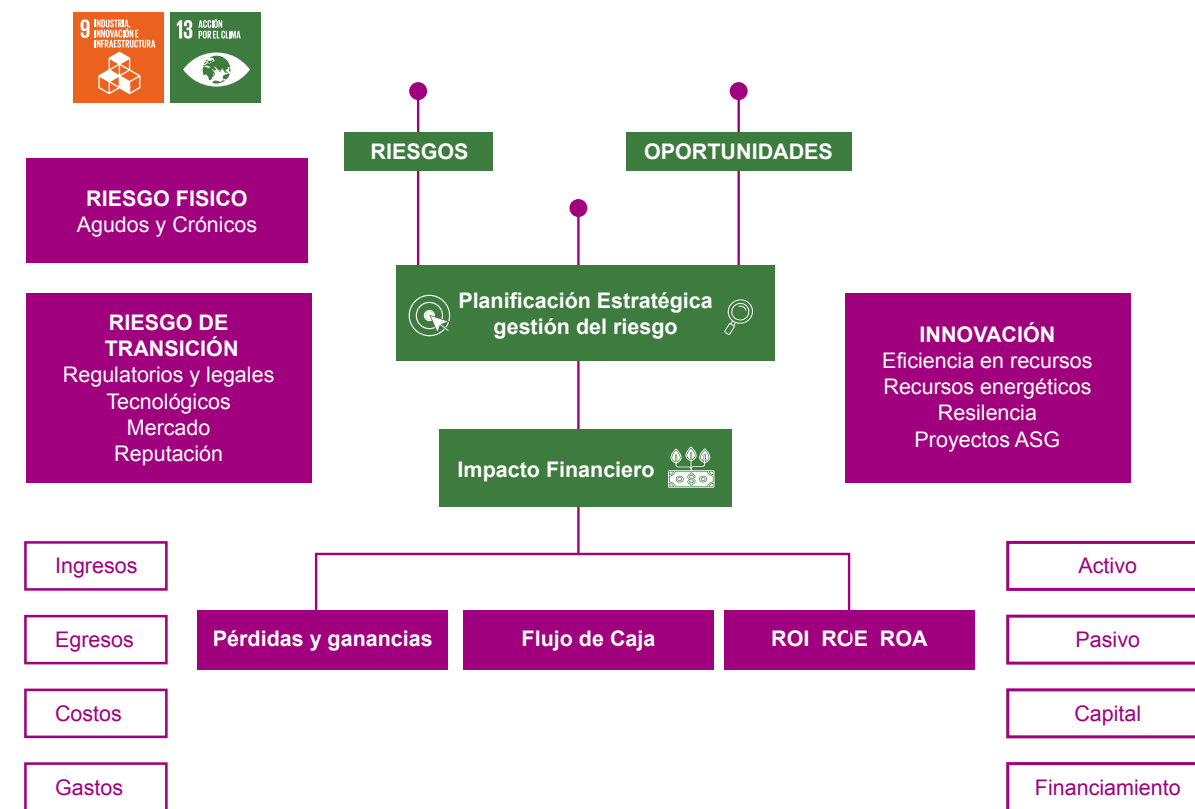 9 INDUSTRIA,
INNOVACIÓN E
INFRAESTRUCTURA
13 ACCIÓN
POR EL CLIMA
RIESGOS
OPORTUNIDADES
RIESGO FISICO
Agudos y Crónicos
Planificación Estratégica
gestión del riesgo
RIESGO DE
TRANSICIÓN
Regulatorios y legales
Tecnológicos
Mercado
Reputación
INNOVACIÓN
Eficiencia en recursos
Recursos energéticos
Resilencia
Proyectos ASG
Impacto Financiero
Ingresos
Egresos
Costos
Gastos
Pérdidas y ganancias
Flujo de Caja
ROI ROE ROA
Activo
Pasivo
Capital
Financiamiento